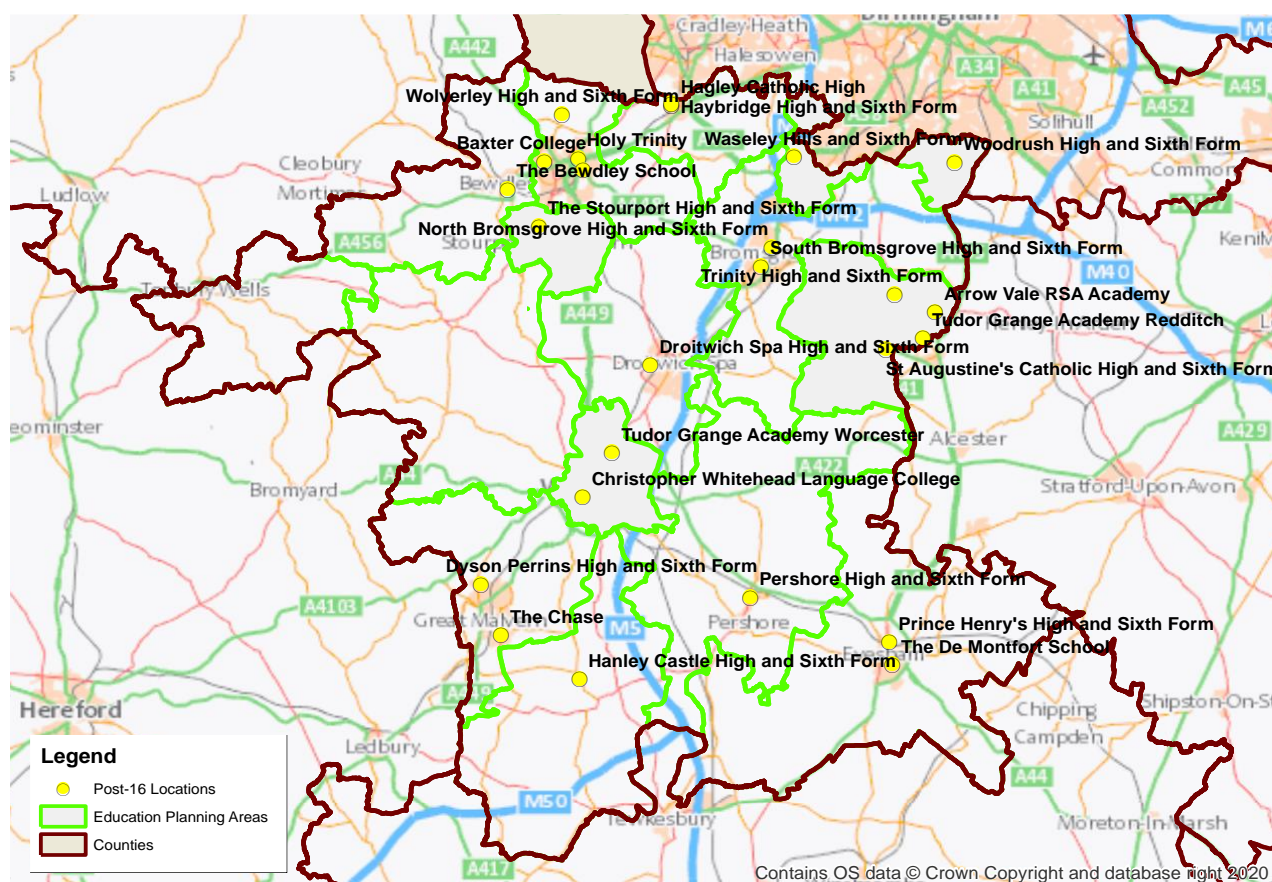 Cradley Heath
Birmingham
A442
Halesowen
A34
A45
A41
Hagley Catholic High
Wolverley High and Sixth Form
Haybridge High and Sixth Form
A452
Solihull
Baxter College
Holy Trinity
Waseley Hills and Sixth Form
Woodrush High and Sixth Form
Cleobury
Mortimer
The Bewdley School
Ludlow
The Stourport High and Sixth Form
M42
A456
North Bromsgrove High and Sixth Form
South Bromsgrove High and Sixth Form
M40
Trinity High and Sixth Form
Tenbury Wells
Arrow Vale RSA Academy
A449
Tudor Grange Academy Redditch
Droitwich Spa High and Sixth Form
St Augustine's Catholic High and Sixth Form
Tudor Grange Academy Worcester
Alcester
A429
A422
Christopher Whitehead Language College
Bromyard
Stratford-Upon-Avon
Dyson Perrins High and Sixth Form
Pershore High and Sixth Form
A4103
The Chase
Great Malvern
M5
Pershore
Prince Henry's High and Sixth Form
The De Montfort School
Evesham
Hanley Castle High and Sixth Form
A449
Hereford
Chipping
Campden
Ledbury
A44
M50
Tewkesbury
Moreton-In-Marsh
A417
Legend
Post-16 Locations
Education Planning Areas
Counties
Contains OS data © Crown Copyright and database right 2020